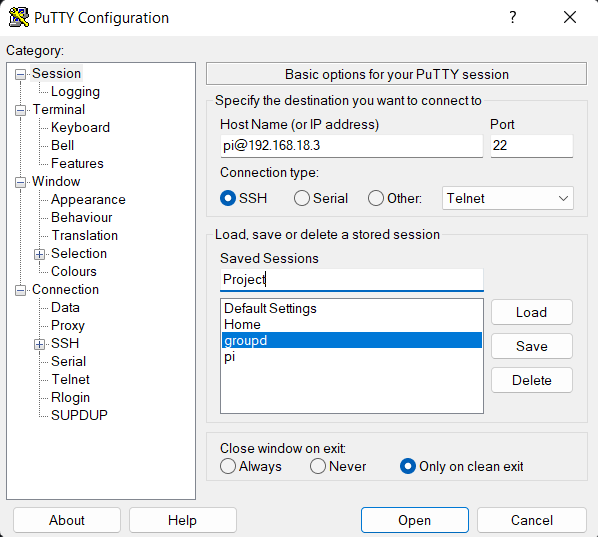 PuTTY Configuration
?
Category:
Session
Logging
Terminal
Keyboard
Bell
Features
Window
Appearance
Behaviour
Translation
Selection
Colours
Connection
Data
Proxy
SSH
Serial
Telnet
Rlogin
SUPDUP
Basic options for your PuTTY session
Specify the destination you want to connect to
Host Name (or IP address) Port
pi@192.168.18.3 22
Connection type:
SSH Serial Other: Telnet
Load, save or delete a stored session
Saved Sessions
Project
Default Settings
Home
groupd
pi
Load
Save
Delete
Close window on exit:
Always Never Only on clean exit
About Help Open Cancel